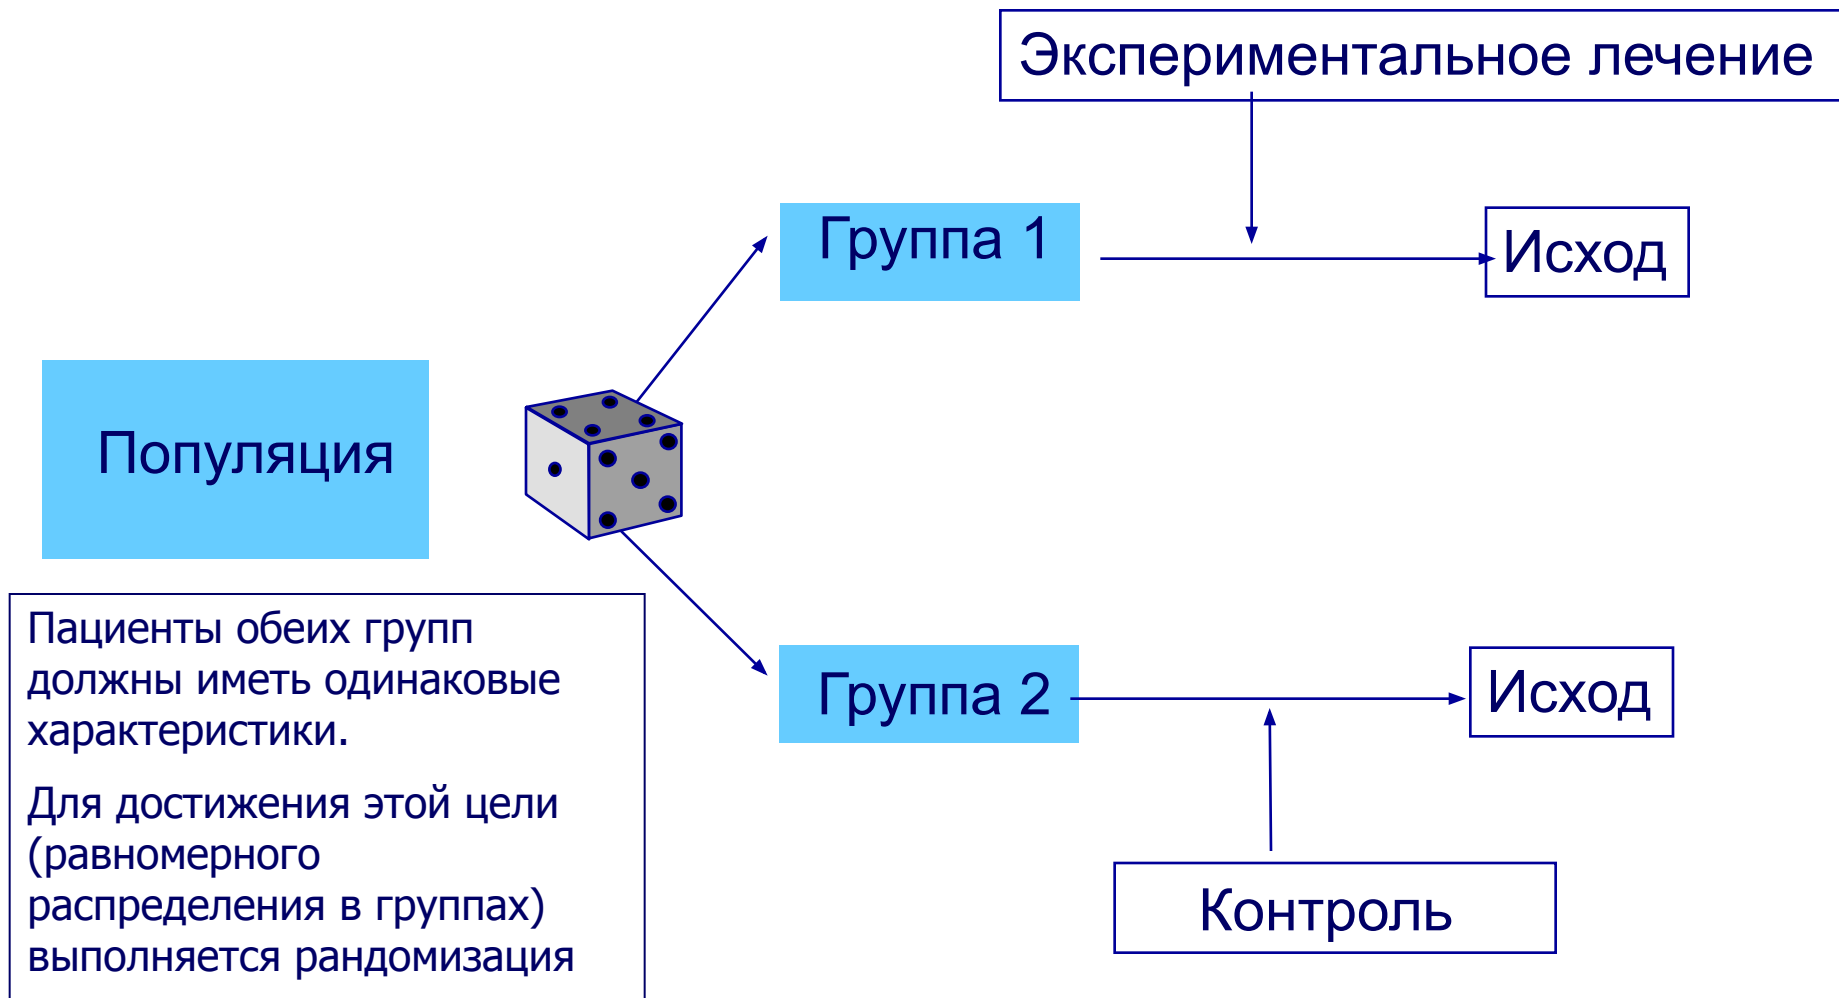 Экспериментальное лечение
Группа 1
Исход
Популяция
Пациенты обеих групп
должны иметь одинаковые
характеристики.
Для достижения этой цели
(равномерного
распределения в группах)
выполняется рандомизация
Группа 2
Исход
Контроль